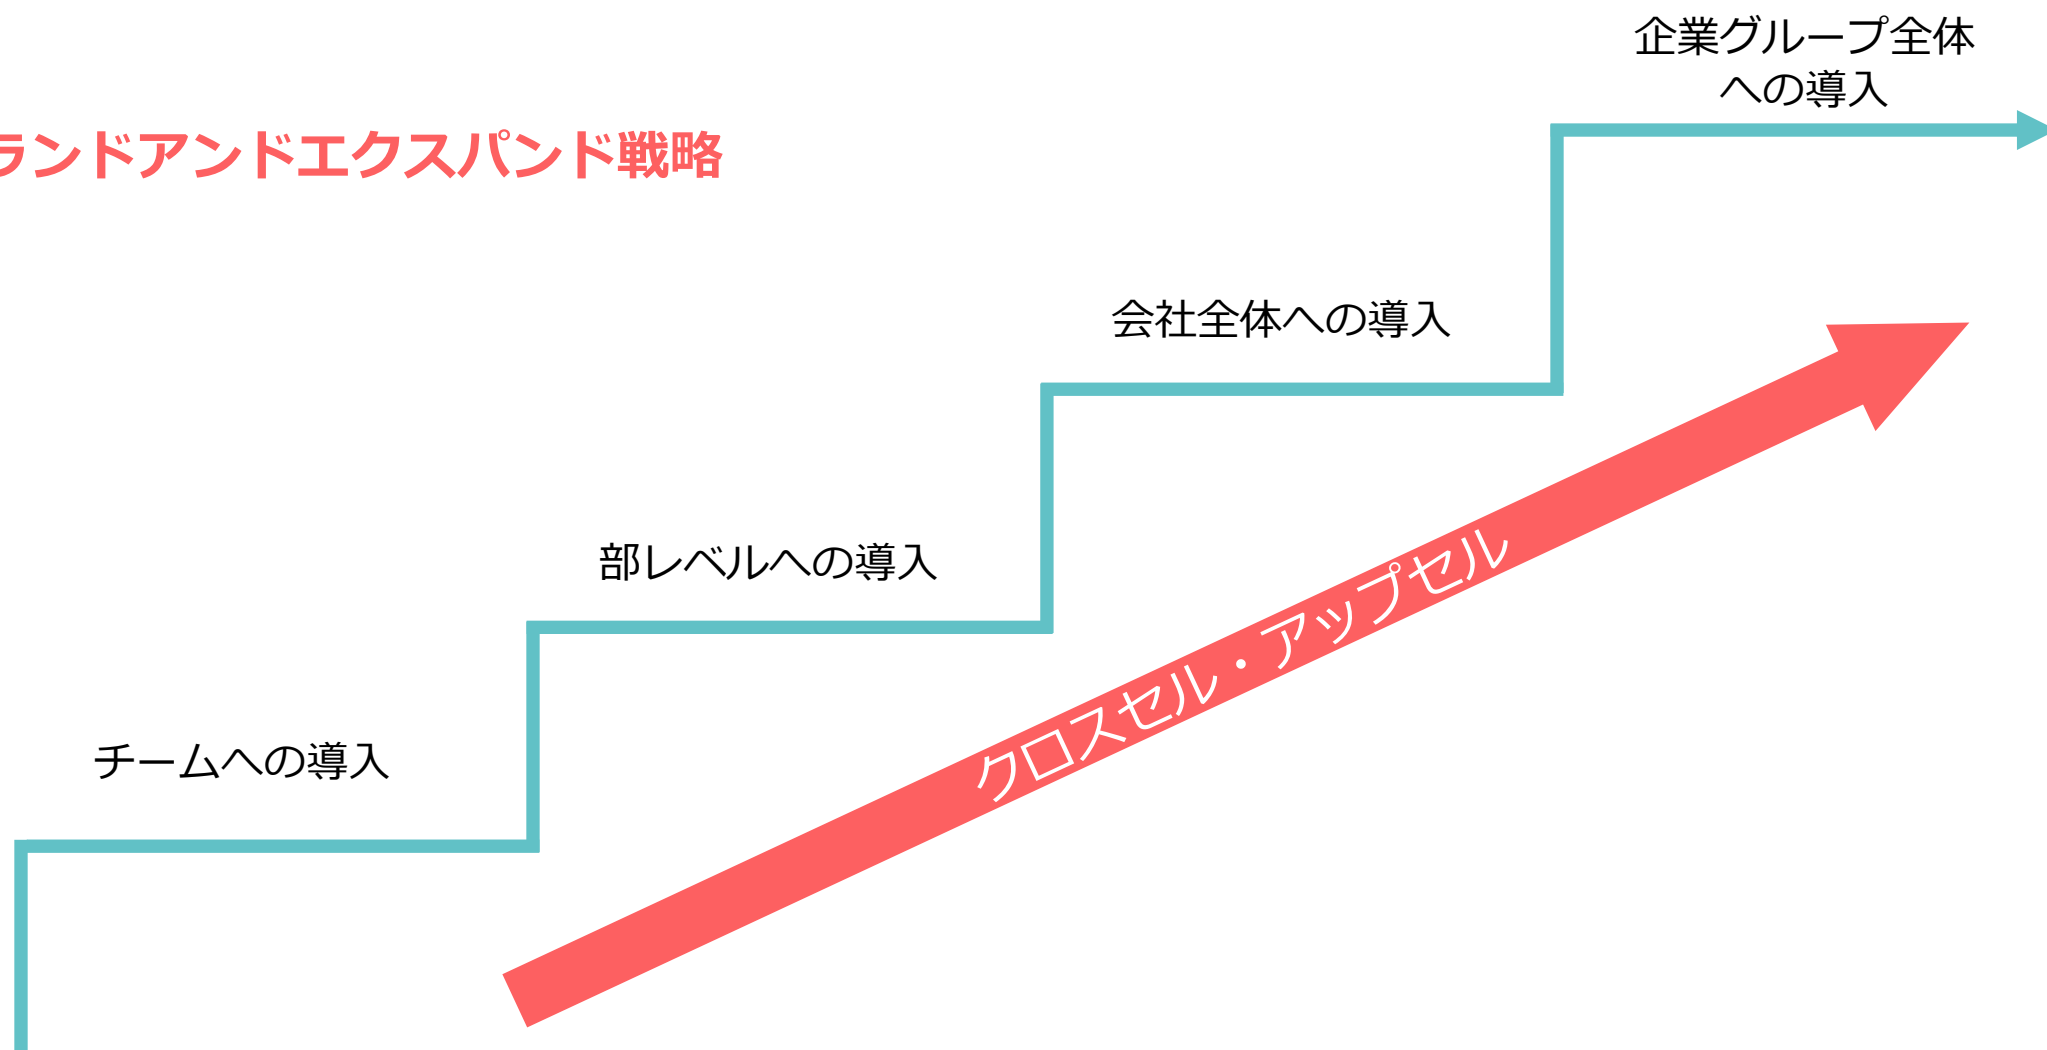 企業グループ全体
への導入
ランドアンドエクスパンド戦略
会社全体への導入
部レベルへの導入
クロスセル・アップセル
チームへの導入